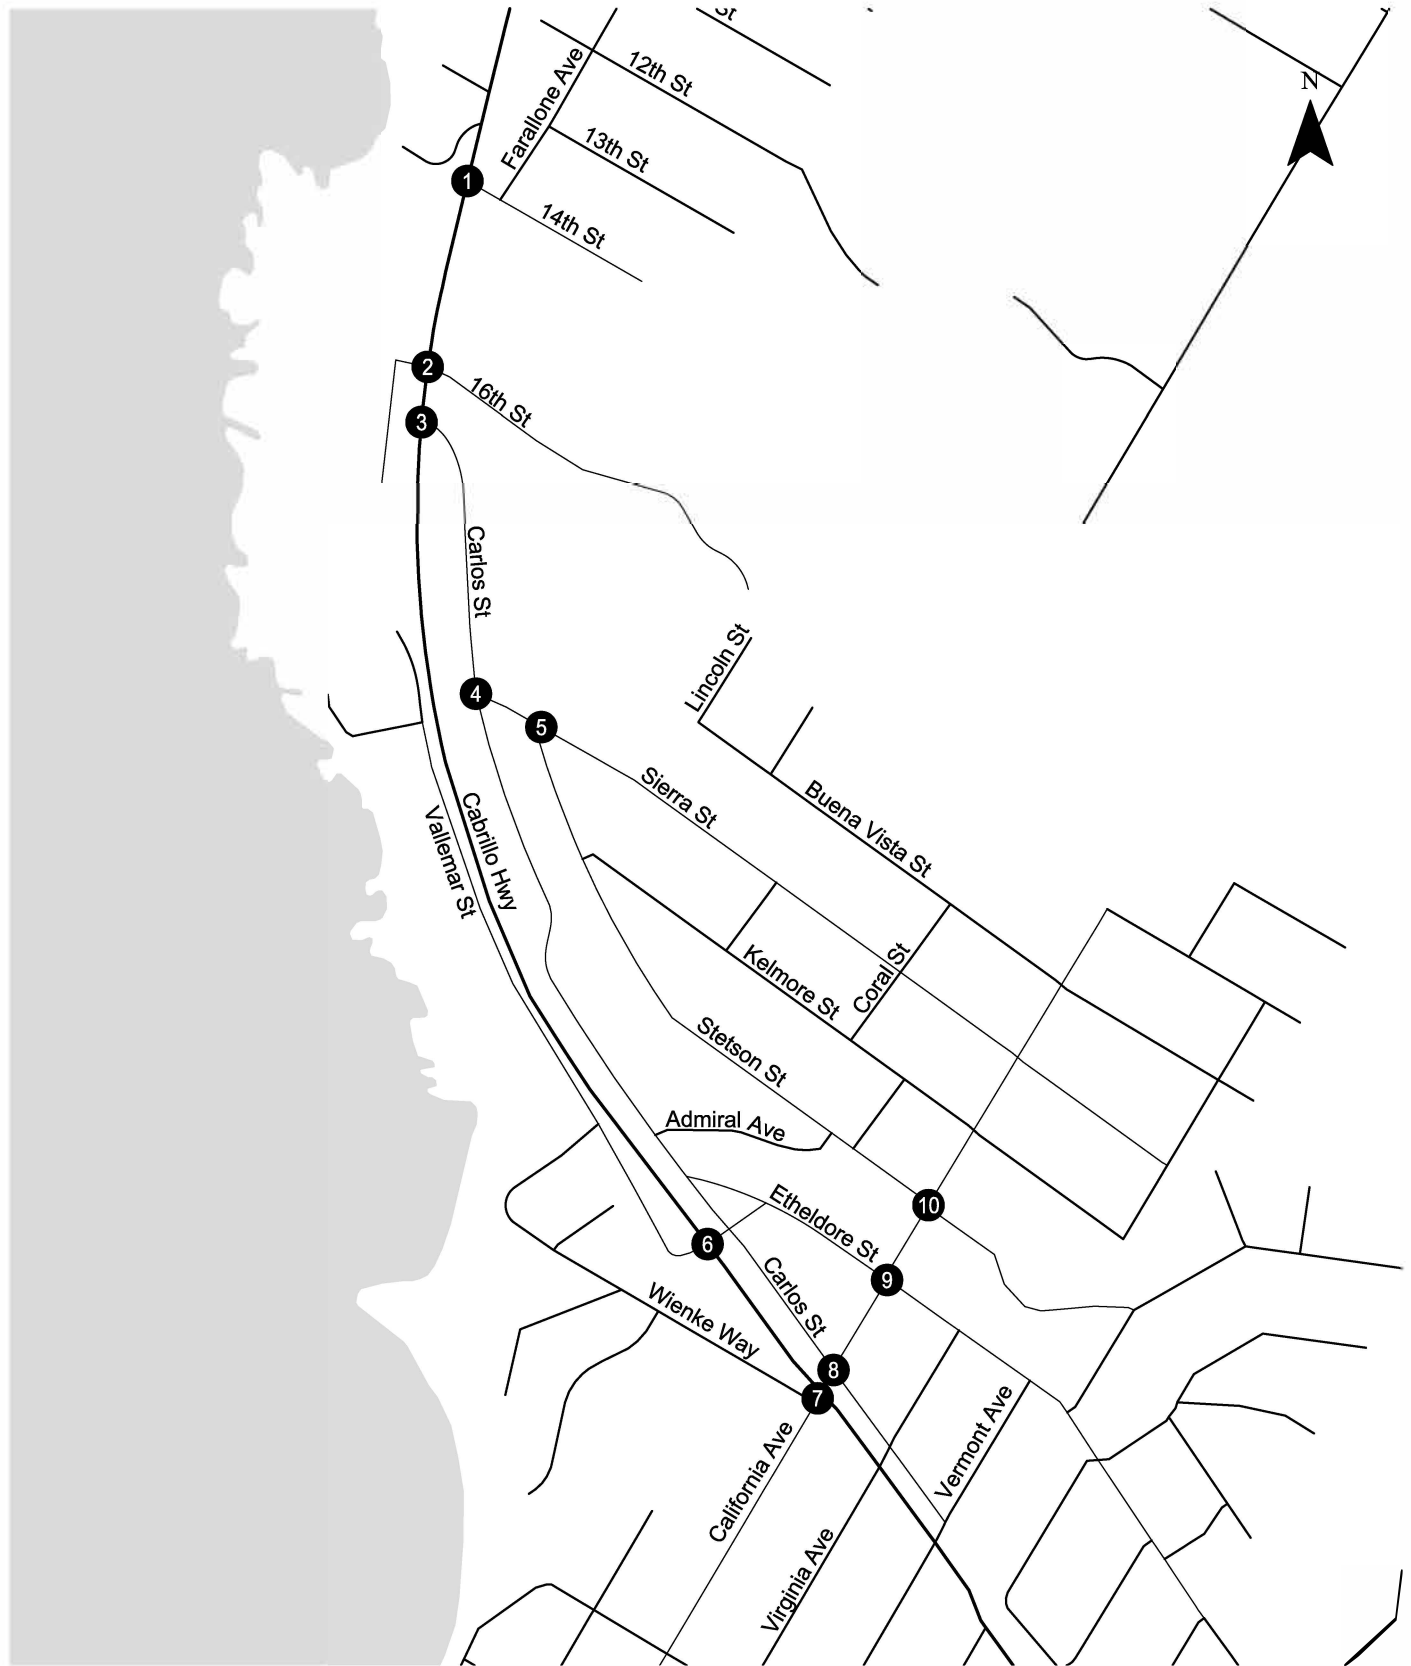 St
12th St
Farallone Ave
N
13th St
1
14th St
2
16th St
3
Carlos St
Lincoln St
4
5
Sierra St
Buena Vista St
Cabrillo Hwy
Vallemar St
Kelmore St
Coral St
Stetson St
Admiral Ave
Etheldore St
10
6
9
Carlos St
Wienke Way
8
7
Vermont Ave
California Ave
Virginia Ave